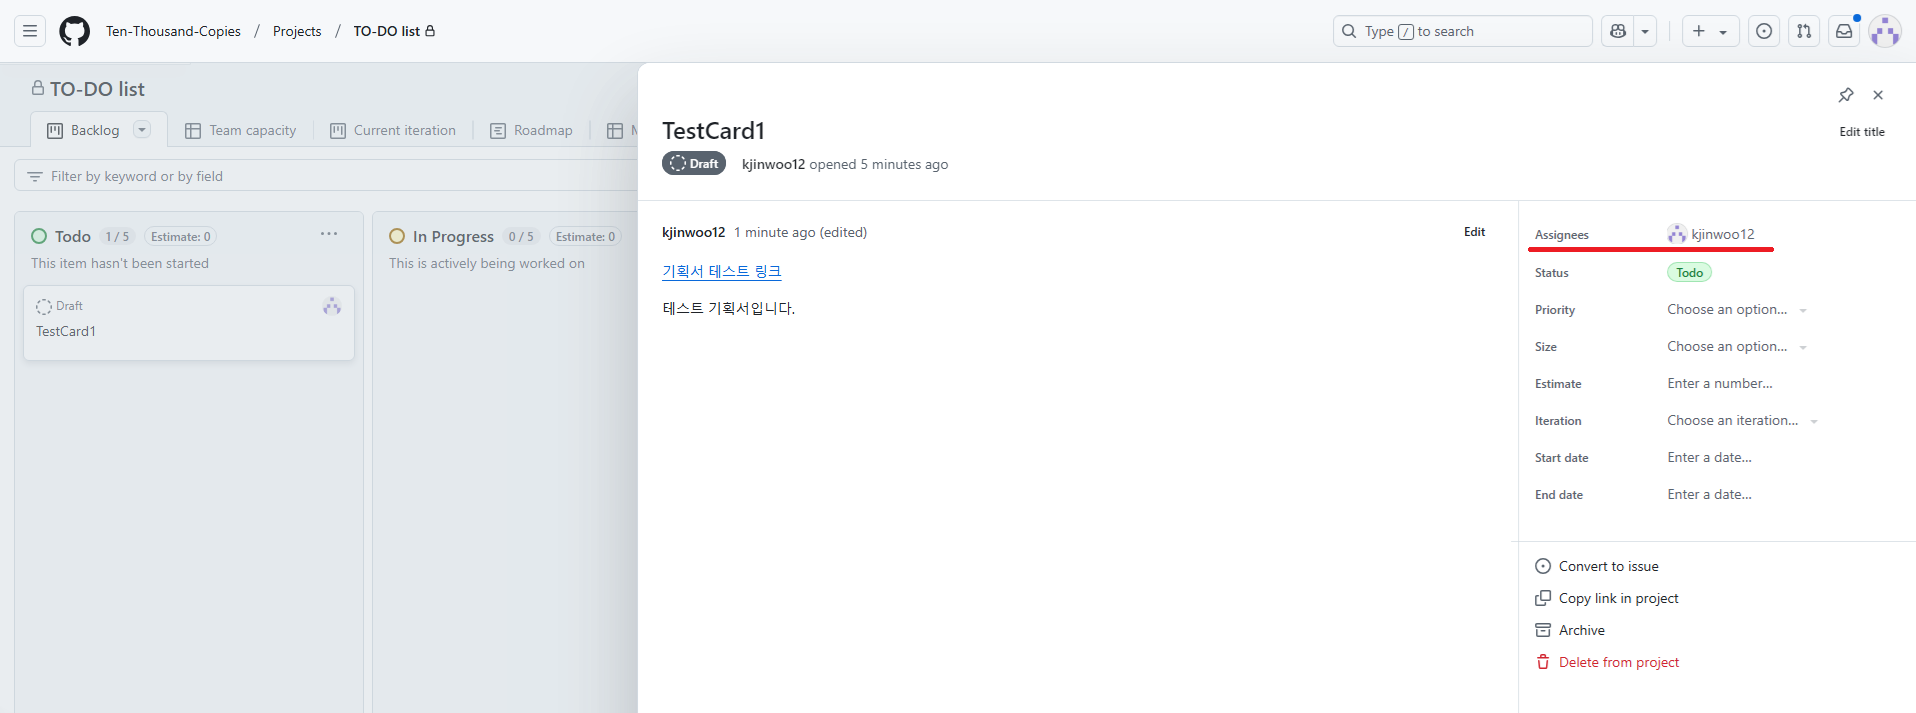 Ten-Thousand-Copies / Projects / TO-DO list
Type / to search
TO-DO list
Backlog
Team capacity
Current iteration
Roadmap
Filter by keyword or by field
Todo 1 / 5 Estimate: 0
This item hasn't been started
Draft
TestCard1
In Progress 0 / 5 Estimate: 0
This is actively being worked on
TestCard1
Edit title
Draft kjinwoo12 opened 5 minutes ago
kjinwoo12 1 minute ago (edited)
Edit
기획서 테스트 링크
테스트 기획서입니다.
Assignees kjinwoo12
Status Todo
Priority Choose an option...
Size Choose an option...
Estimate Enter a number...
Iteration Choose an iteration...
Start date Enter a date...
End date Enter a date...
Convert to issue
Copy link in project
Archive
Delete from project